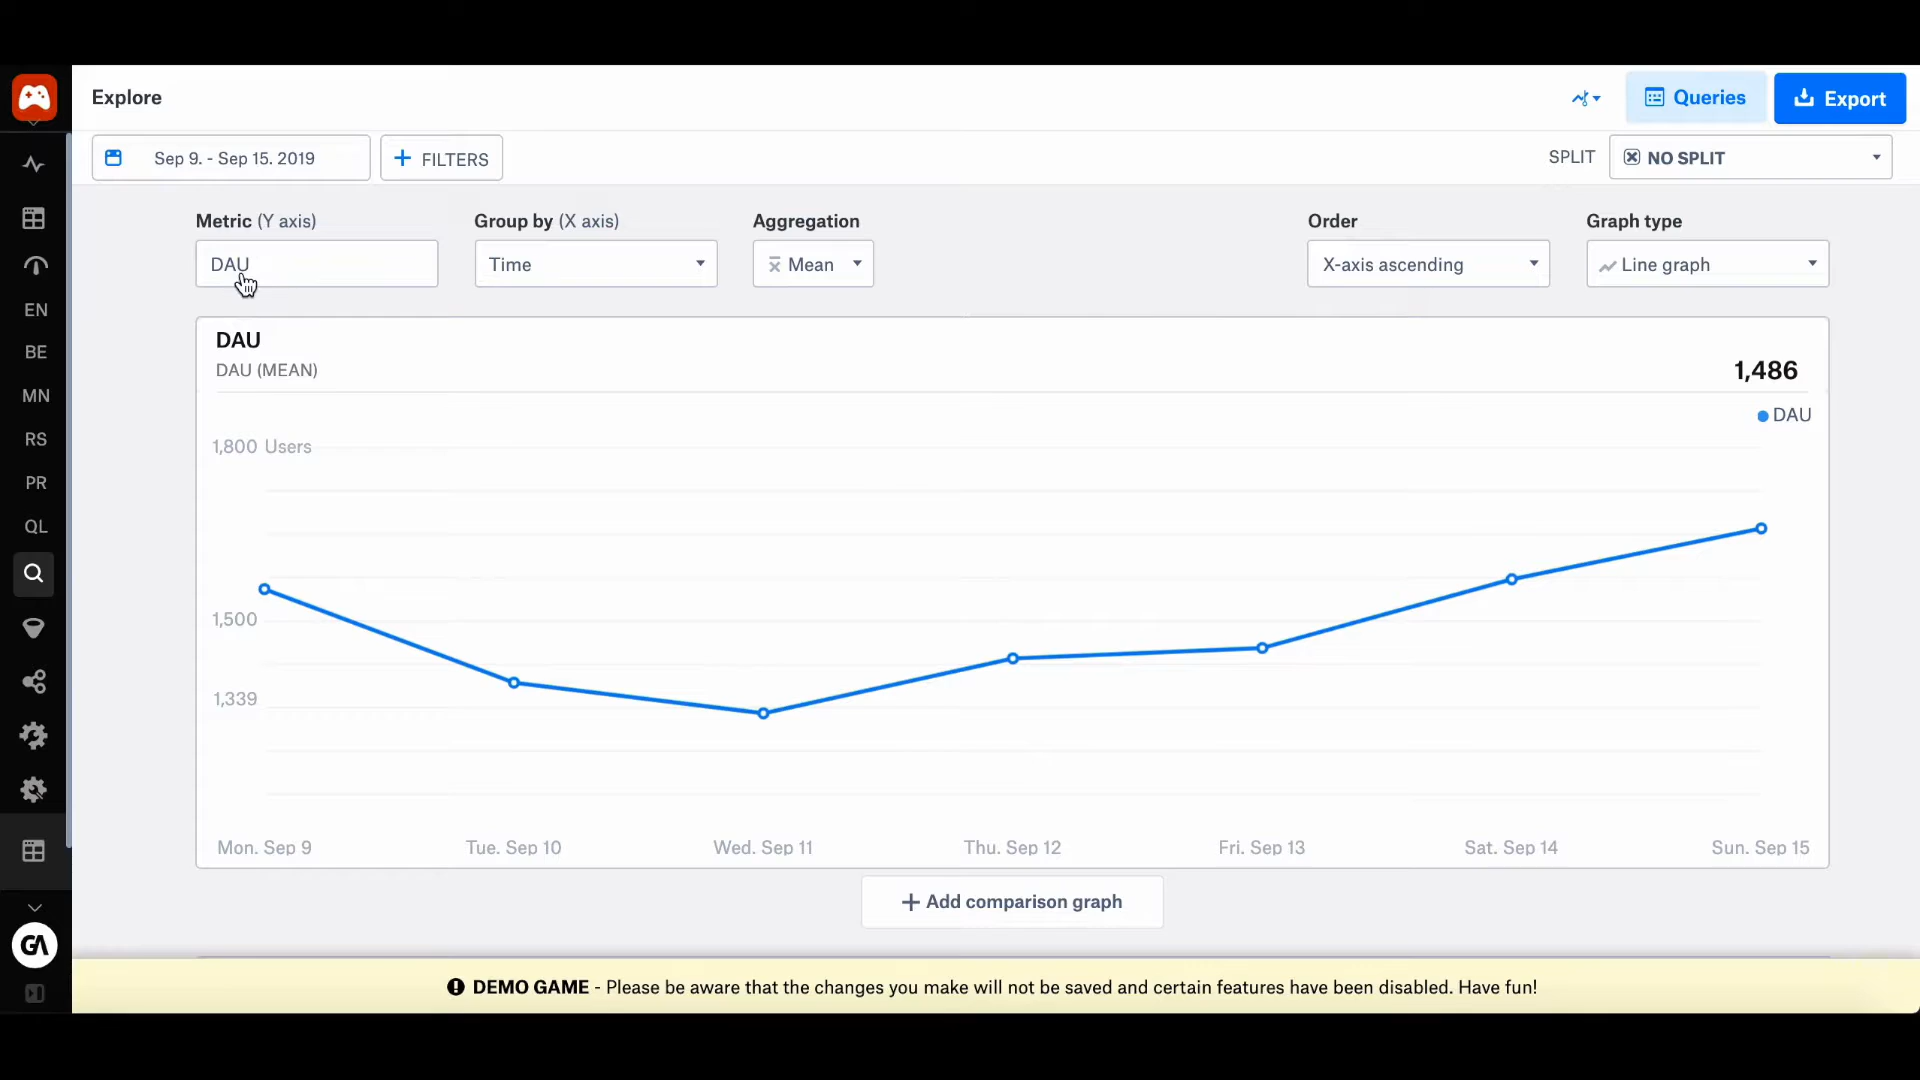 Explore
Queries
Export
Sep 9. - Sep 15. 2019
+ FILTERS
SPLIT
NO SPLIT
Metric (Y axis)
Group by (X axis)
Aggregation
Order
Graph type
DAU
Time
Mean
X-axis ascending
Line graph
EN
BE
MN
RS
PR
QL
DAU
DAU (MEAN)
1,486
DAU
1,800 Users
1,500
1,339
Mon. Sep 9
Tue. Sep 10
Wed. Sep 11
Thu. Sep 12
Fri. Sep 13
Sat. Sep 14
Sun. Sep 15
+ Add comparison graph
GA
DEMO GAME - Please be aware that the changes you make will not be saved and certain features have been disabled. Have fun!